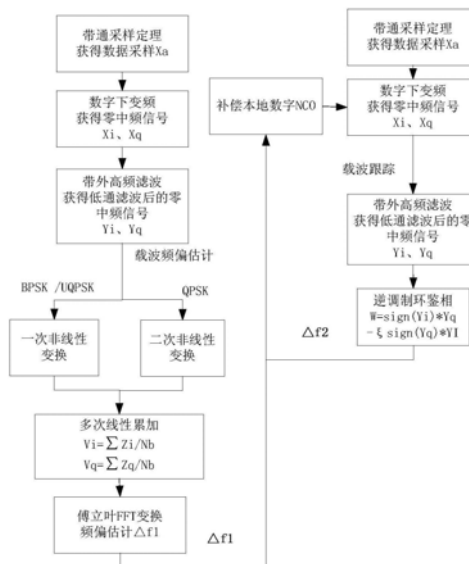 带通采样定理
获得数据采样Xa
数字下变频
获得零中频信号
Xi、Xq
带外高频滤波
获得低通滤波后的零
中频信号
Yi、Yq
载波频偏估计
BPSK /UQPSK
QPSK
一次非线性
变换
二次非线性
变换
多次线性累加
Vi=∑Zi/Nb
Vq=∑Zq/Nb
傅立叶FFT变换
频偏估计△f1
△f1
补偿本地数字NCO
带通采样定理
获得数据采样Xa
数字下变频
获得零中频信号
Xi、Xq
载波跟踪
带外高频滤波
获得低通滤波后的零
中频信号
Yi、Yq
逆调制环鉴相
W=sign(Yi)*Yq
-ξsign(Yq)*YI
△f2